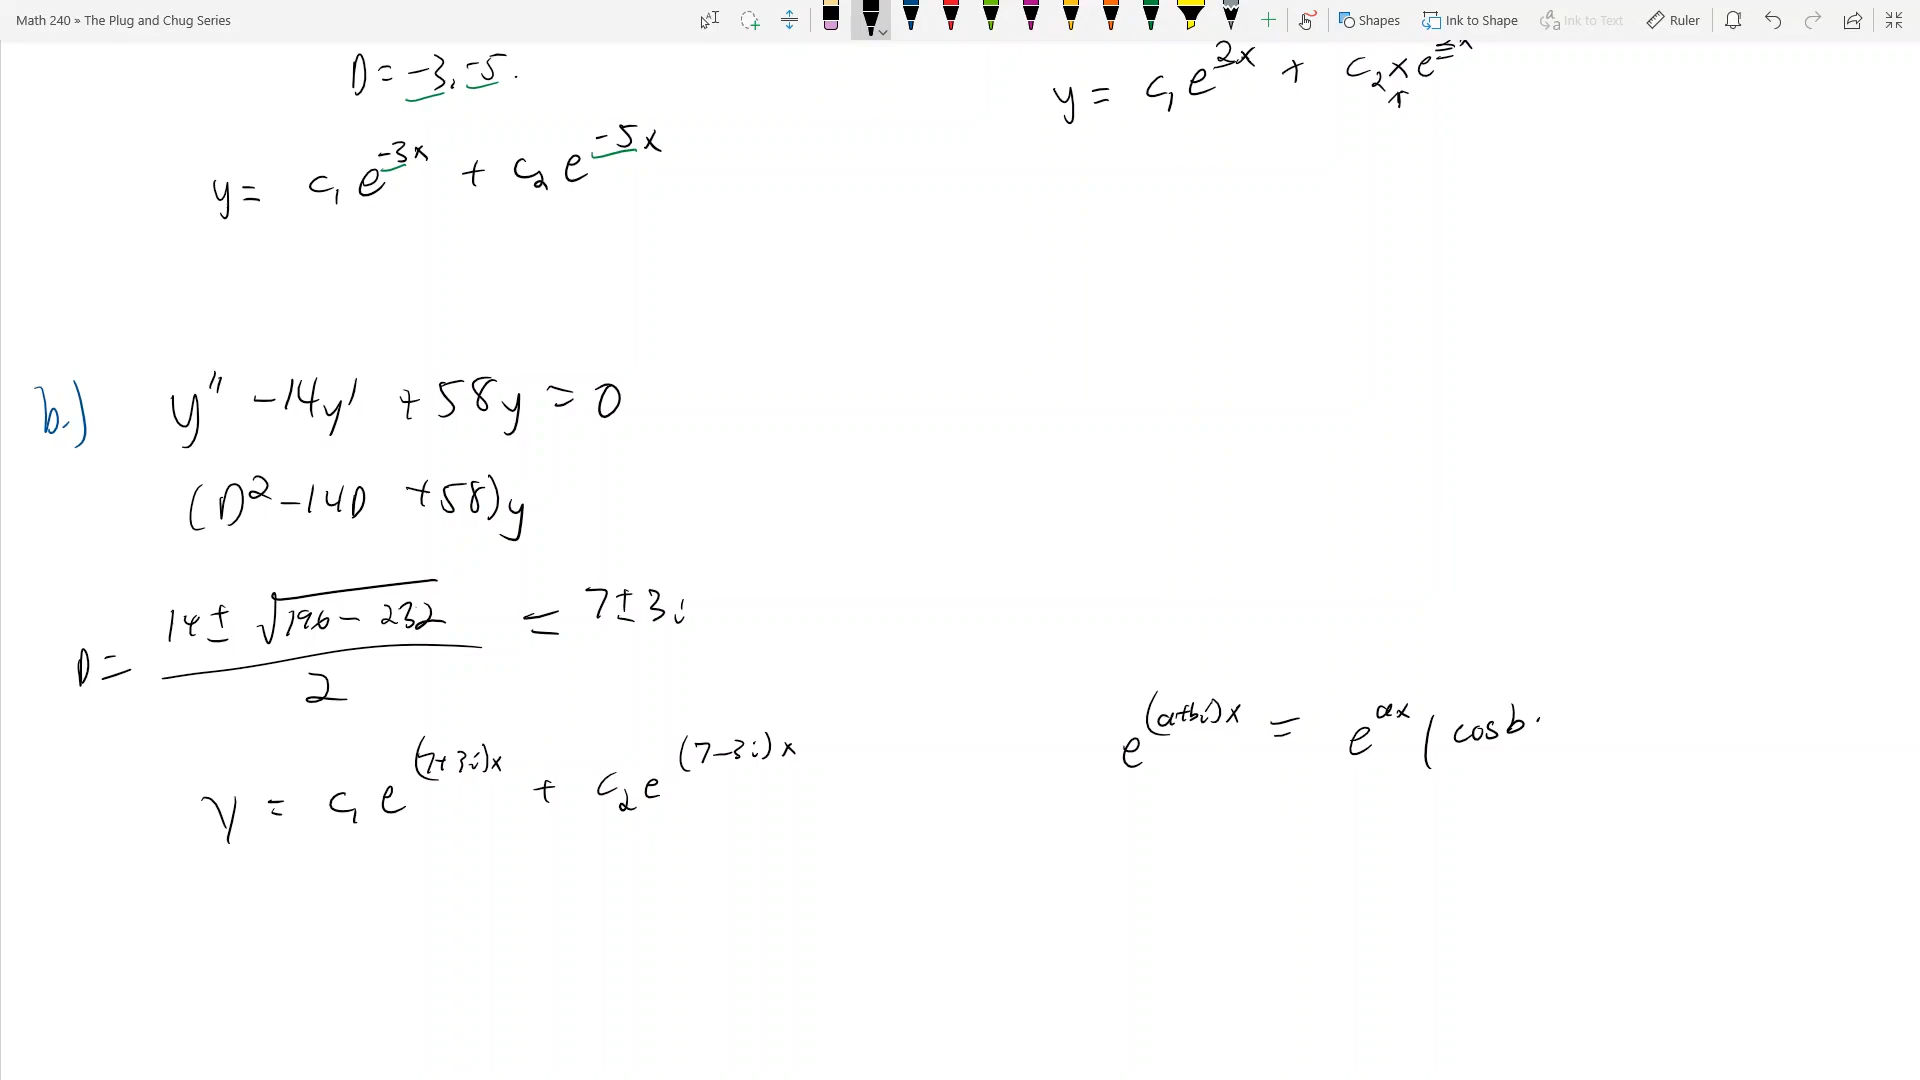 Math 240 » The Plug and Chug Series
Shapes Ink to Shape Ink to Text Ruler
D = -3, -5.
y = c₁e^{-3x} + c₂e^{-5x}
y = c₁e^{2x} + c₂xe
b.) y'' -14y' +58y = 0
(D² -14D +58)y
D = \frac{14 ± \sqrt{196 - 232}}{2} = 7 ± 3i
y = c₁e^{(7+3i)x} + c₂e^{(7-3i)x}
e^{(a+bi)x} = e^{ax} ( cos b